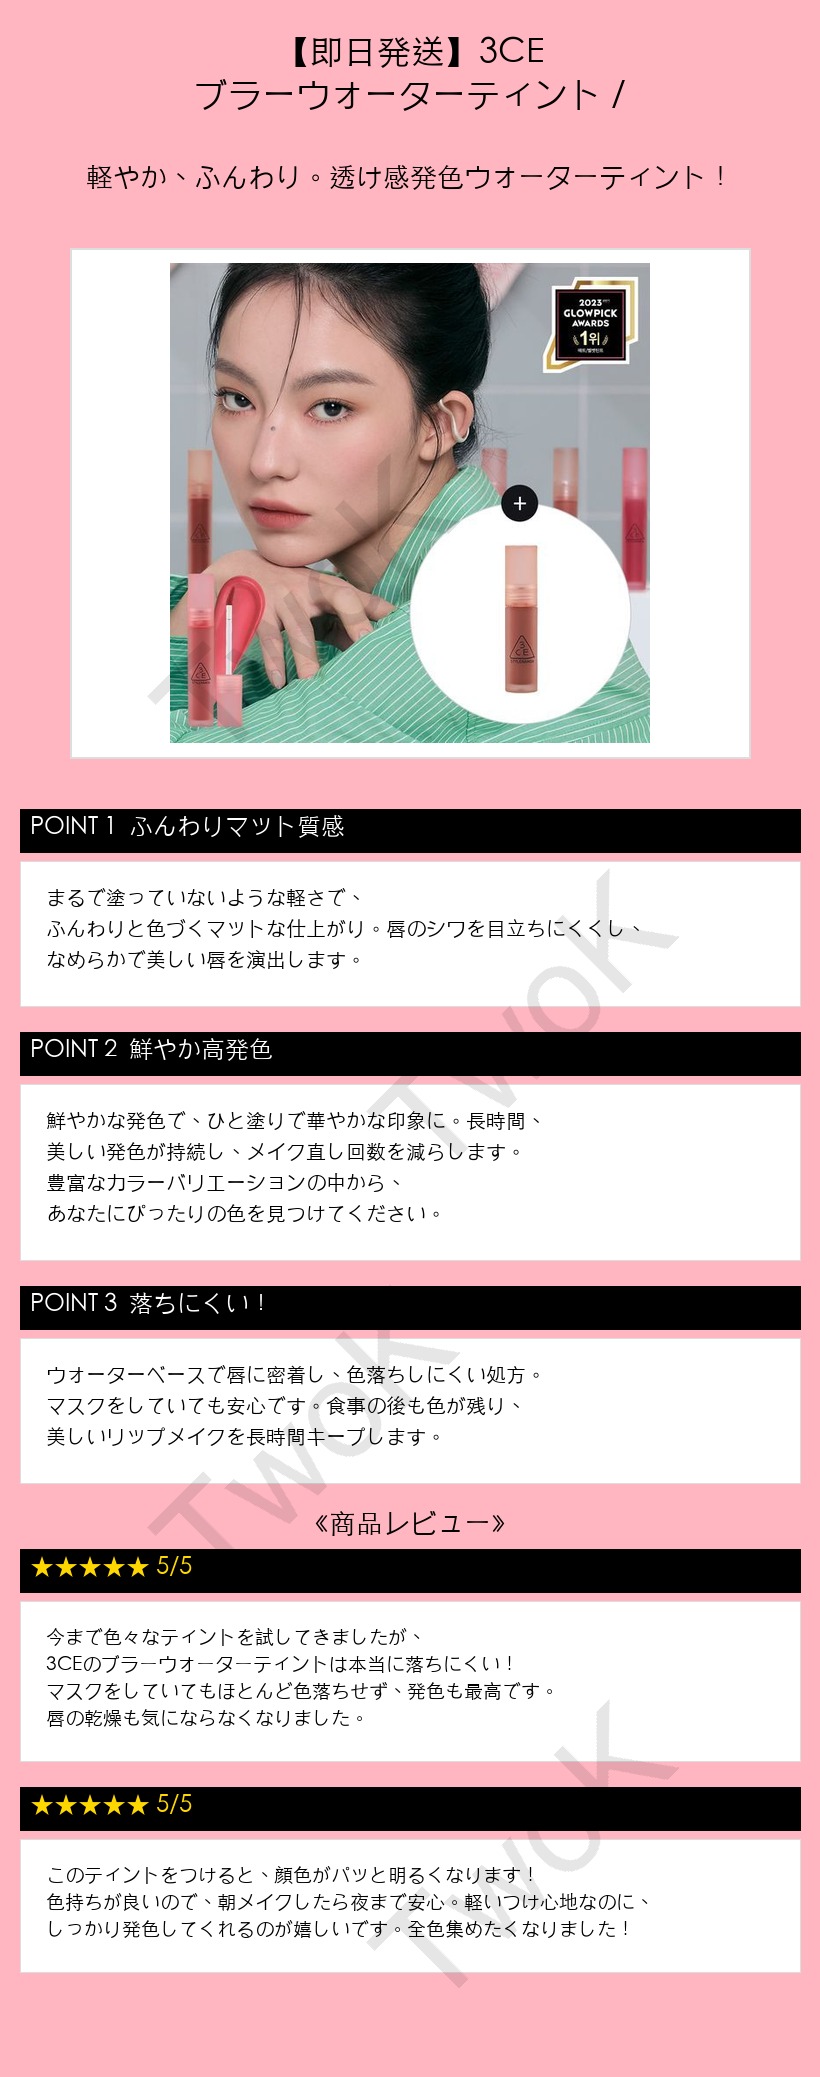 【即日発送】3CE
ブラーウォーターティント /
軽やか、ふんわり。透け感発色ウォーターティント！
2023
GLOWPICK
AWARDS
1위
+
3
CE
3
CE
POINT 1 ふんわりマット質感
まるで塗っていないような軽さで、
ふんわりと色づくマットな仕上がり。唇のシワを目立ちにくくし、
なめらかで美しい唇を演出します。
POINT 2 鮮やか高発色
鮮やかな発色で、ひと塗りで華やかな印象に。長時間、
美しい発色が持続し、メイク直し回数を減らします。
豊富なカラーバリエーションの中から、
あなたにぴったりの色を見つけてください。
POINT 3 落ちにくい！
ウォーターベースで唇に密着し、色落ちしにくい処方。
マスクをしていても安心です。食事の後も色が残り、
美しいリップメイクを長時間キープします。
《商品レビュー》
★★★★★ 5/5
今まで色々なティントを試してきましたが、
3CEのブラーウォーターティントは本当に落ちにくい！
マスクをしていてもほとんど色落ちせず、発色も最高です。
唇の乾燥も気にならなくなりました。
★★★★★ 5/5
このティントをつけると、顔色がパッと明るくなります！
色持ちが良いので、朝メイクしたら夜まで安心。軽いつけ心地なのに、
しっかり発色してくれるのが嬉しいです。全色集めたくなりました！
TwoK
TwoK
TwoK
TwoK